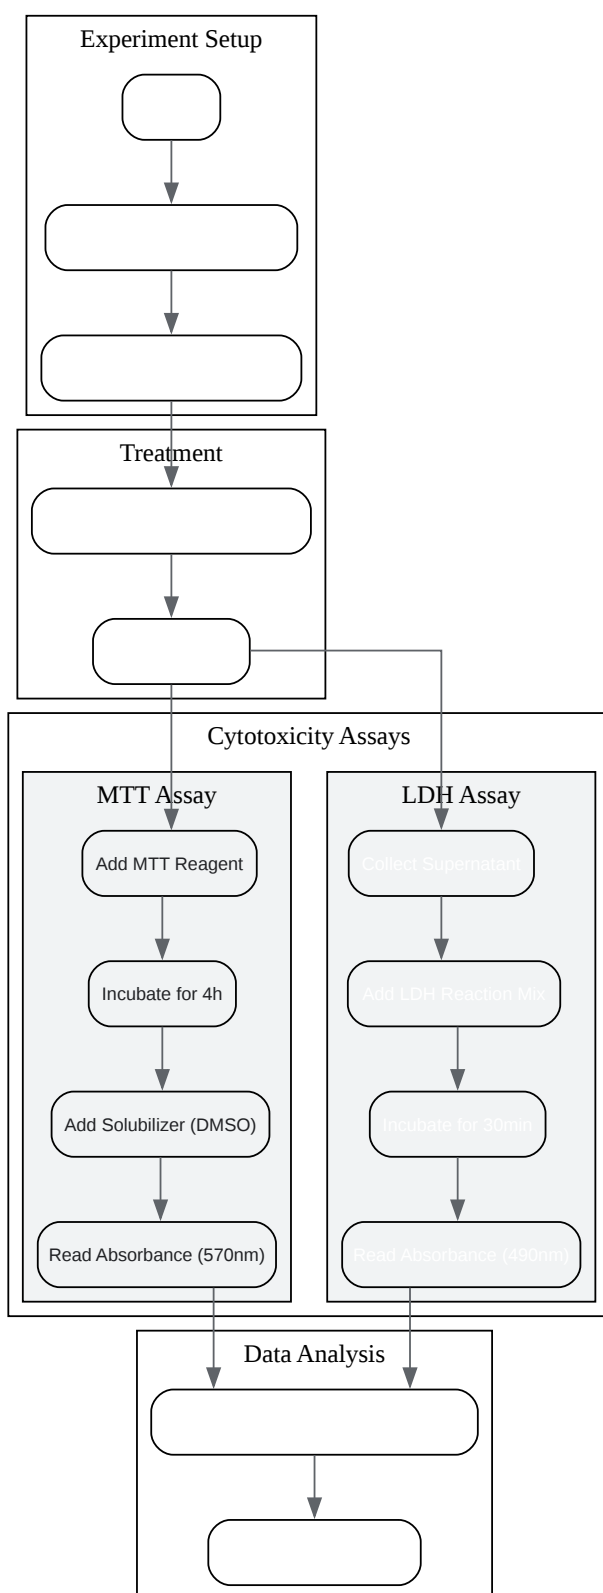 Experiment Setup
Treatment
Cytotoxicity Assays
MTT Assay
LDH Assay
Add MTT Reagent
Collect Supernatant
Incubate for 4h
Add LDH Reaction Mix
Add Solubilizer (DMSO)
Incubate for 30min
Read Absorbance (570nm)
Read Absorbance (490nm)
Data Analysis